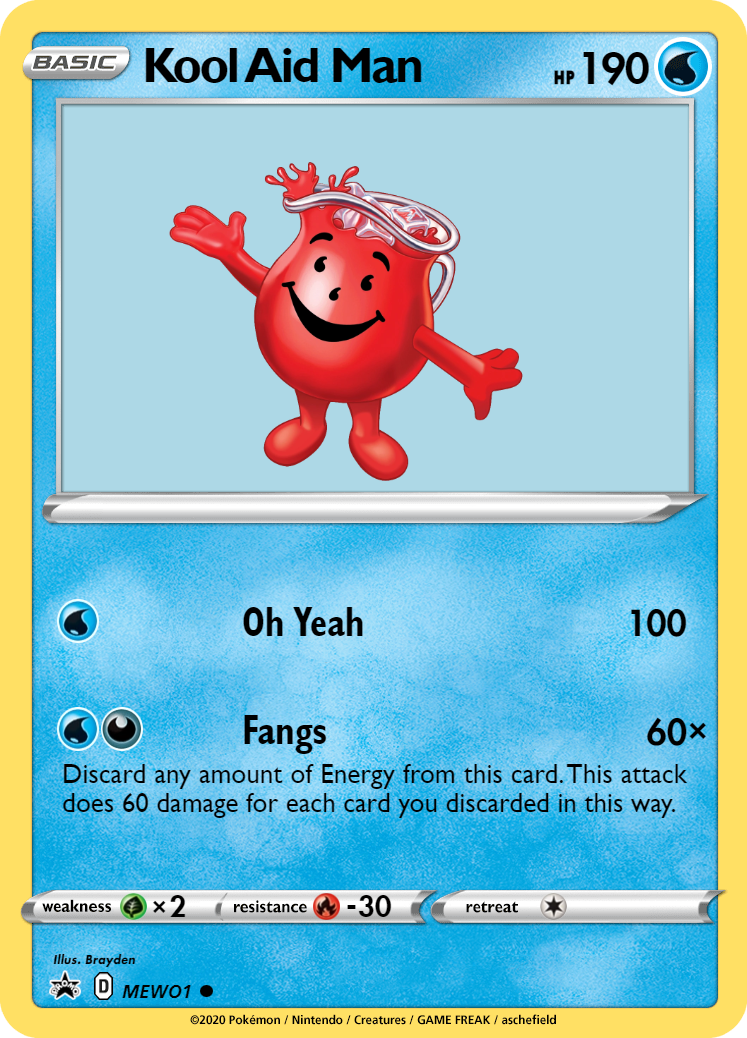 BASIC Kool Aid Man HP 190
Oh Yeah 100
Fangs 60×
Discard any amount of Energy from this card. This attack
does 60 damage for each card you discarded in this way.
weakness ×2 resistance -30 retreat
Illus. Brayden
D MEWO1
©2020 Pokémon / Nintendo / Creatures / GAME FREAK / aschefield